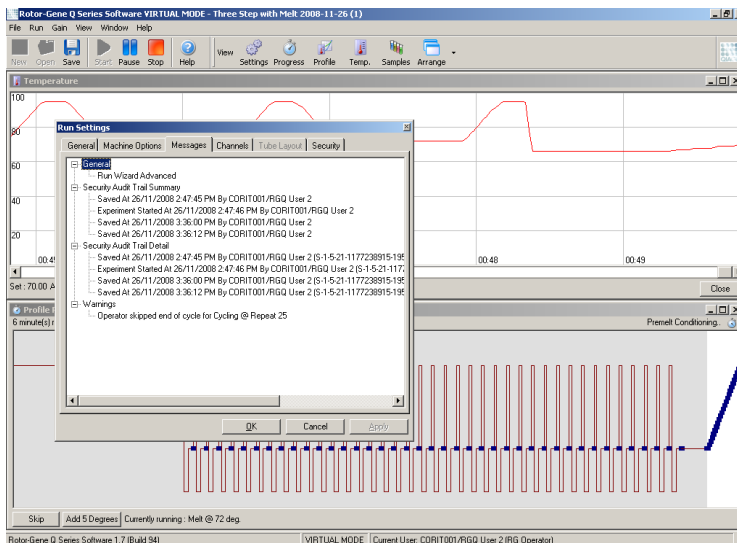 Rotor-Gene Q Series Software VIRTUAL MODE - Three Step with Melt 2008-11-26 (1)
File Run Gain View Window Help
New Open Save Start Pause Stop Help View Settings Progress Profile Temp. Samples Arrange
Temperature
100
80
60
40
20
00:48
00:49
Set : 70.00
Close
Run Settings
General Machine Options Messages Channels Tube Layout Security
General
Run Wizard Advanced
Security Audit Trail Summary
Saved At 26/11/2008 2:47:45 PM By CORIT001/RGQ User 2
Experiment Started At 26/11/2008 2:47:46 PM By CORIT001/RGQ User 2
Saved At 26/11/2008 3:36:00 PM By CORIT001/RGQ User 2
Saved At 26/11/2008 3:36:12 PM By CORIT001/RGQ User 2
Security Audit Trail Detail
Saved At 26/11/2008 2:47:45 PM By CORIT001/RGQ User 2 (S-1-5-21-1177238915-195
Experiment Started At 26/11/2008 2:47:46 PM By CORIT001/RGQ User 2 (S-1-5-21-117
Saved At 26/11/2008 3:36:00 PM By CORIT001/RGQ User 2 (S-1-5-21-1177238915-195
Saved At 26/11/2008 3:36:12 PM By CORIT001/RGQ User 2 (S-1-5-21-1177238915-195
Warnings
Operator skipped end of cycle for Cycling @ Repeat 25
OK Cancel Apply
Profile
6 minute(s)
Premelt Conditioning..
Skip Add 5 Degrees Currently running : Melt @ 72 deg.
Rotor-Gene Q Series Software 1.7 (Build 94) VIRTUAL MODE Current User: CORIT001/RGQ User 2 (RG Operator)